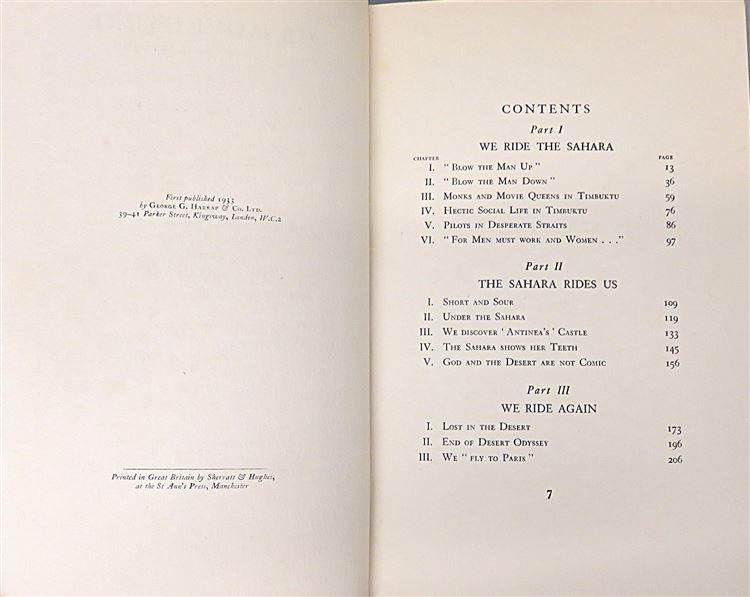 First published 1933
by George G. Harrap & Co. Ltd.
39-41 Parker Street, Kingsway, London, W.C.2
Printed in Great Britain by Sherratt & Hughes,
at the St Ann's Press, Manchester
CONTENTS
Part I
WE RIDE THE SAHARA
CHAPTER PAGE
I. "Blow the Man Up" 13
II. "Blow the Man Down" 36
III. Monks and Movie Queens in Timbuktu 59
IV. Hectic Social Life in Timbuktu 76
V. Pilots in Desperate Straits 86
VI. "For Men must work and Women . . ." 97
Part II
THE SAHARA RIDES US
I. Short and Sour 109
II. Under the Sahara 119
III. We discover 'Antinea's' Castle 133
IV. The Sahara shows her Teeth 145
V. God and the Desert are not Comic 156
Part III
WE RIDE AGAIN
I. Lost in the Desert 173
II. End of Desert Odyssey 196
III. We "fly to Paris" 206
7